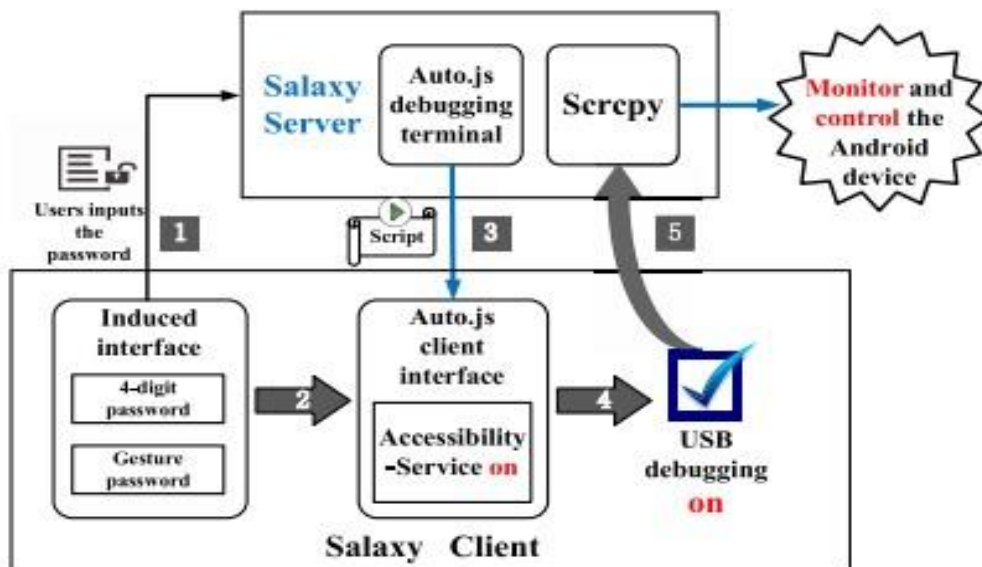 Salaxy
Server
Auto.js
debugging
terminal
Scrcpy
Monitor and
control the
Android
device
Users inputs
the
password
1
Script
3
5
Induced
interface
4-digit
password
Gesture
password
2
Auto.js
client
interface
Accessibility
-Service on
4
USB
debugging
on
Salaxy Client